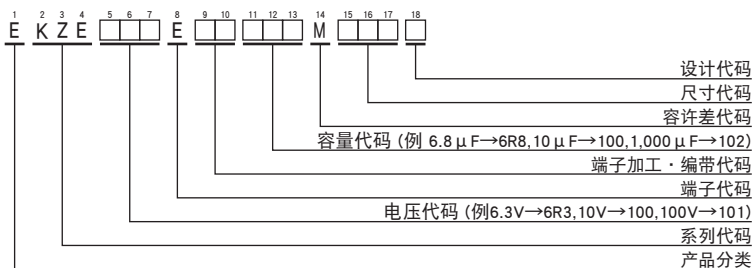 1 2 3 4 5 6 7 8 9 10 11 12 13 14 15 16 17 18
E K Z E □□□ E □□ □□□ M □□□ □
设计代码
尺寸代码
容许差代码
容量代码 (例 6.8μF→6R8,10μF→100,1,000μF→102)
端子加工・编带代码
端子代码
电压代码 (例6.3V→6R3,10V→100,100V→101)
系列代码
产品分类